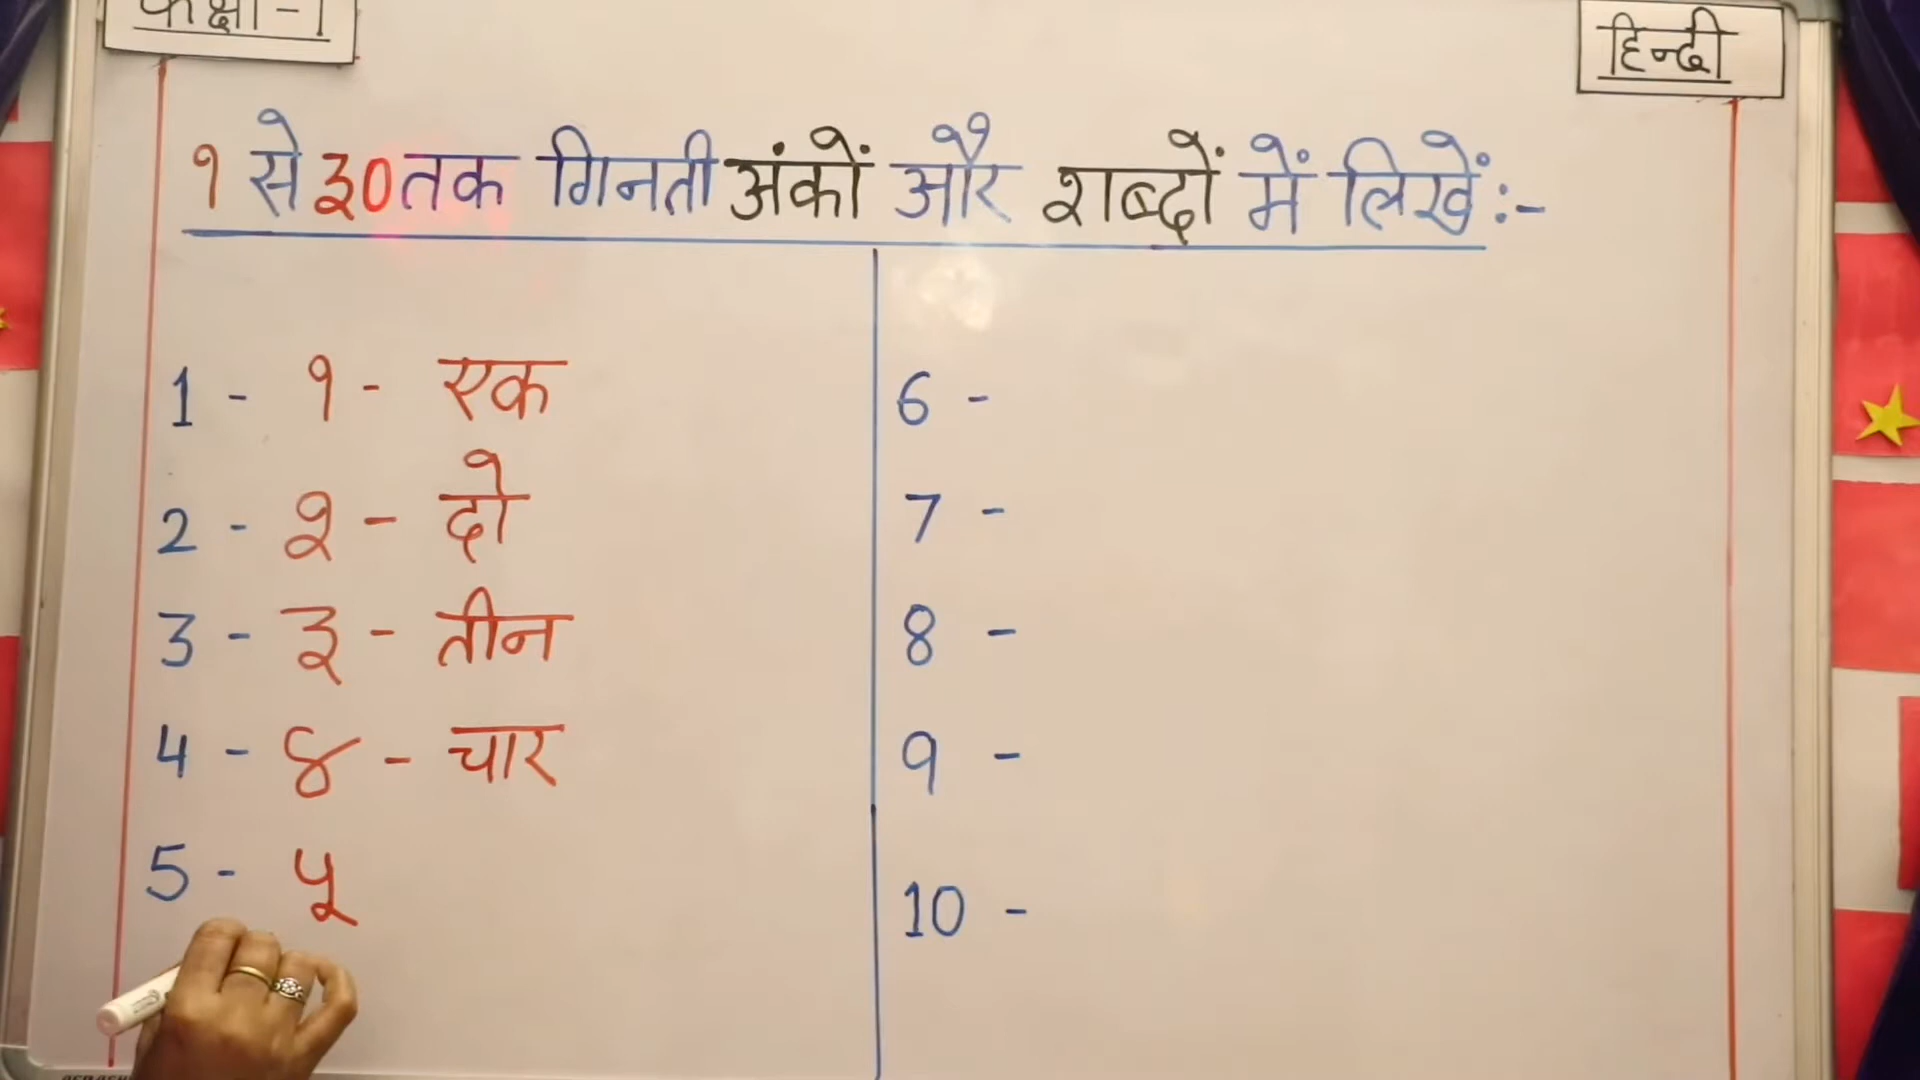 कक्षा-1
हिन्दी
१ से ३० तक गिनती अंकों और शब्दों में लिखें:-
1 - १ - एक
2 - २ - दो
3 - ३ - तीन
4 - ४ - चार
5 - ५
6 -
7 -
8 -
9 -
10 -